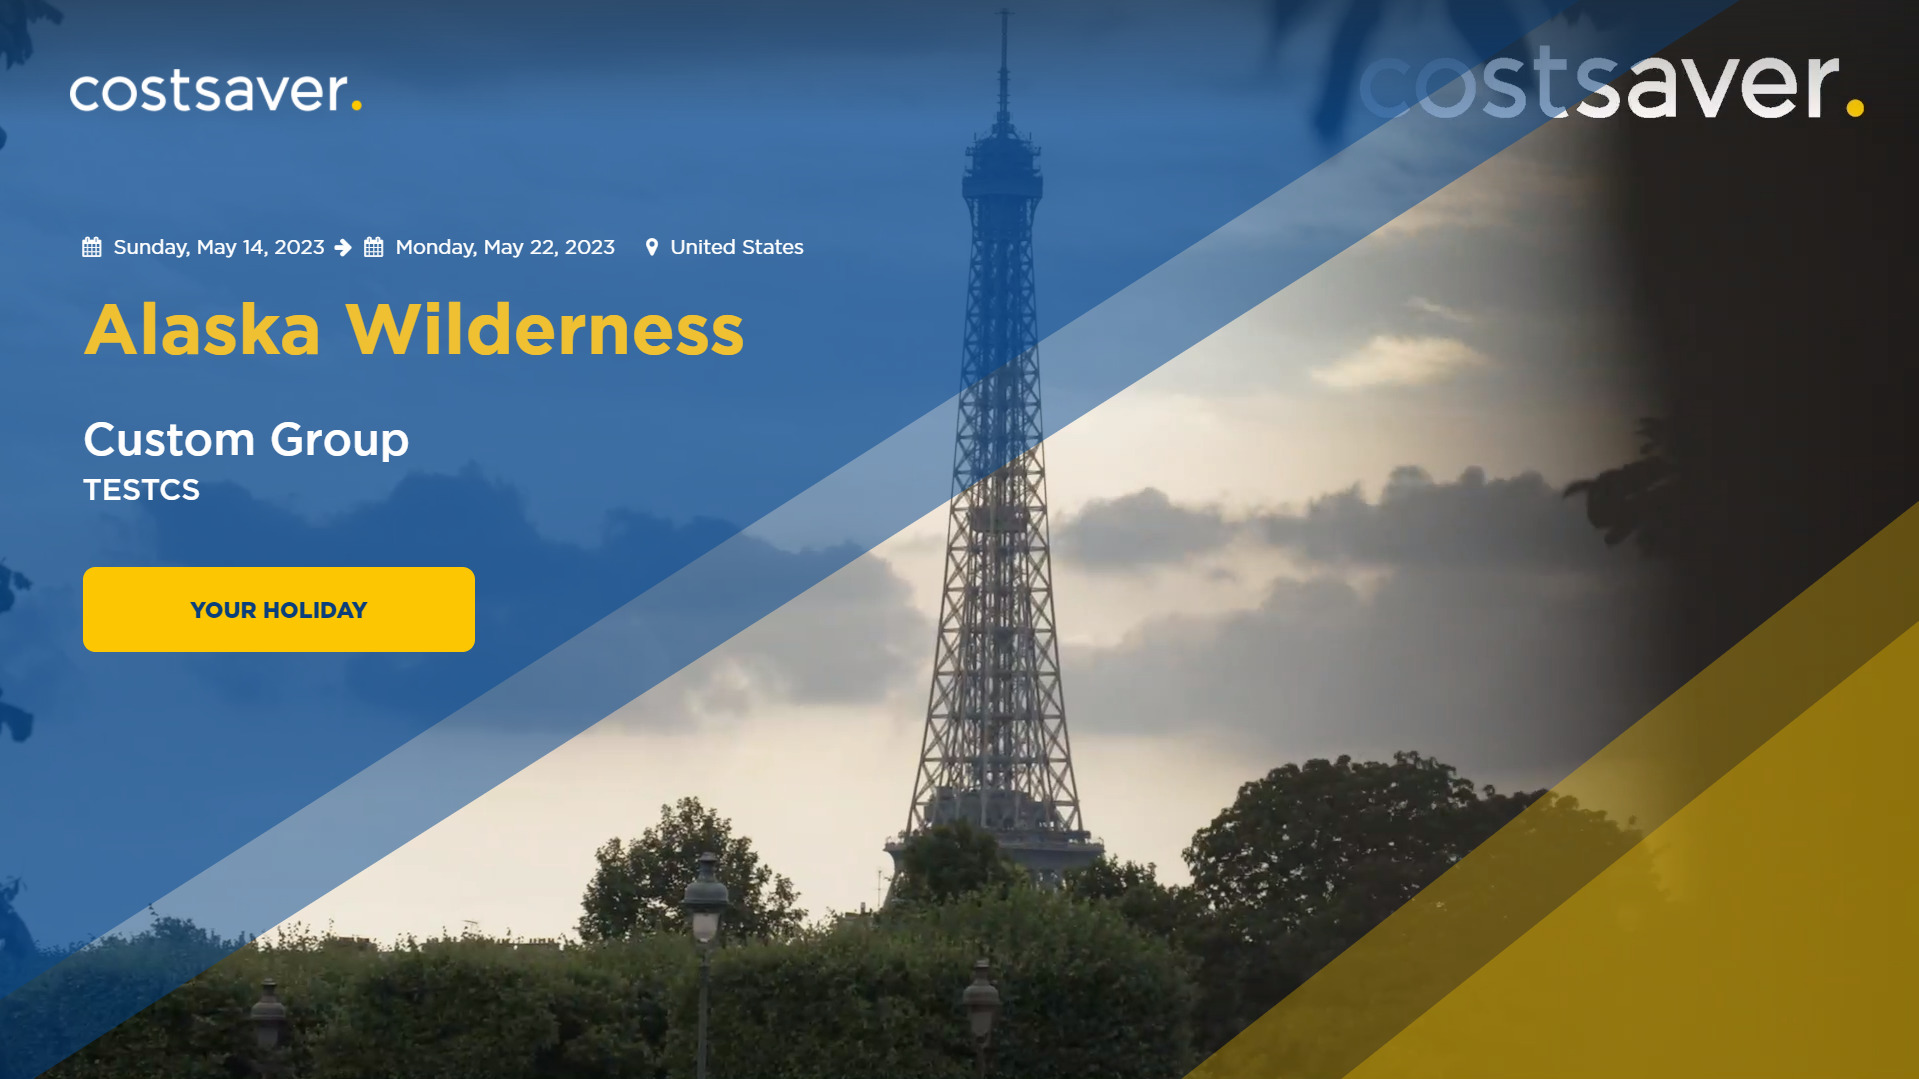 costsaver.
costsaver.
Sunday, May 14, 2023 → Monday, May 22, 2023 United States
Alaska Wilderness
Custom Group
TESTCS
YOUR HOLIDAY